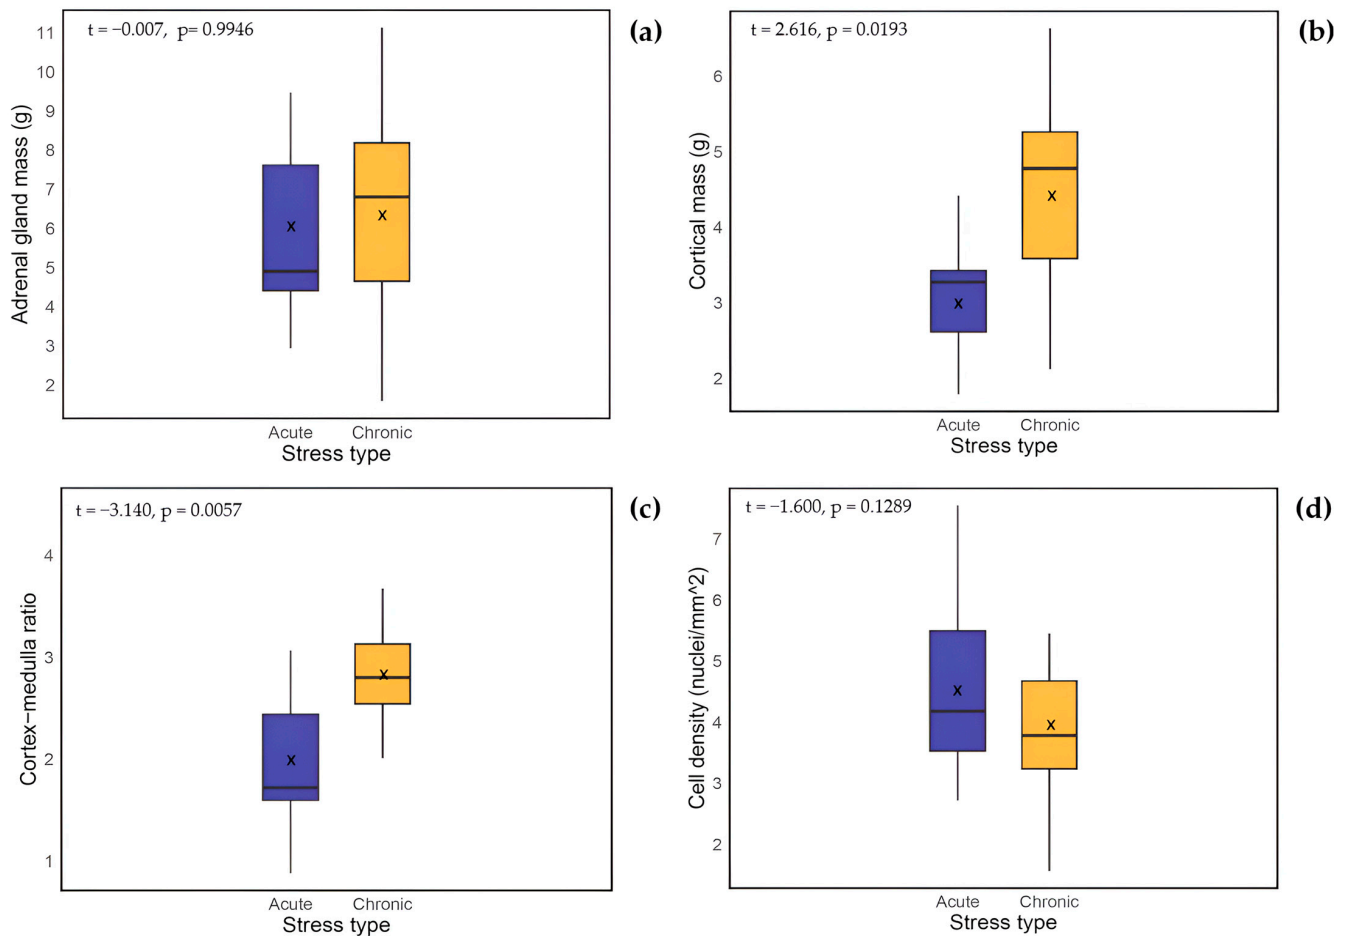 t = −0.007, p= 0.9946
(a)
Adrenal gland mass (g)
11
10
9
8
7
6
5
4
3
2
x
x
Acute Chronic
Stress type
t = 2.616, p = 0.0193
(b)
Cortical mass (g)
6
5
4
3
2
x
x
Acute Chronic
Stress type
t = −3.140, p = 0.0057
(c)
Cortex−medulla ratio
4
3
2
1
x
x
Acute Chronic
Stress type
t = −1.600, p = 0.1289
(d)
Cell density (nuclei/mm^2)
7
6
5
4
3
2
x
x
Acute Chronic
Stress type